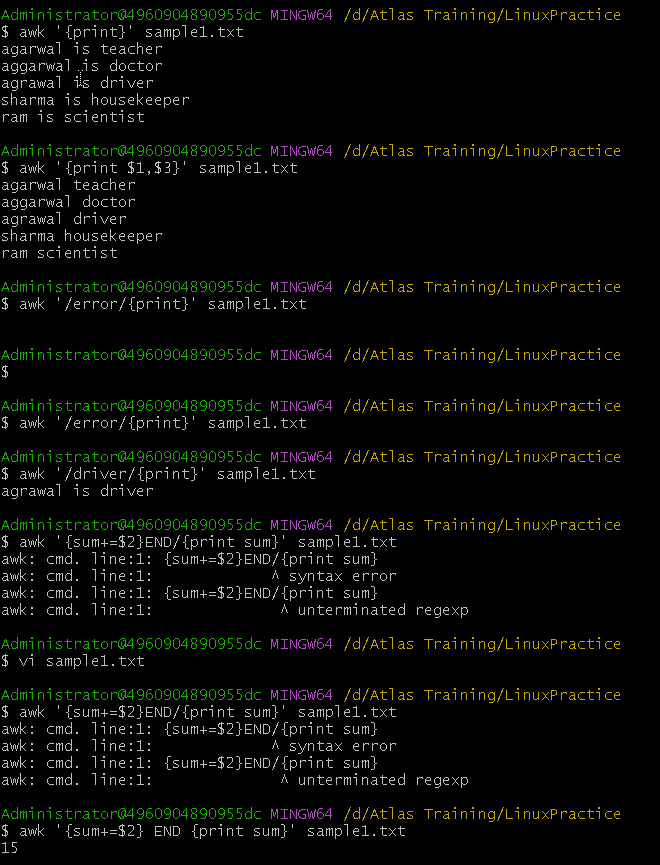 Administrator@4960904890955dc MINGW64 /d/Atlas Training/LinuxPractice
$ awk '{print}' sample1.txt
agarwal is teacher
aggarwal is doctor
agrawal is driver
sharma is housekeeper
ram is scientist
Administrator@4960904890955dc MINGW64 /d/Atlas Training/LinuxPractice
$ awk '{print $1,$3}' sample1.txt
agarwal teacher
aggarwal doctor
agrawal driver
sharma housekeeper
ram scientist
Administrator@4960904890955dc MINGW64 /d/Atlas Training/LinuxPractice
$ awk '/error/{print}' sample1.txt
Administrator@4960904890955dc MINGW64 /d/Atlas Training/LinuxPractice
$
Administrator@4960904890955dc MINGW64 /d/Atlas Training/LinuxPractice
$ awk '/error/{print}' sample1.txt
Administrator@4960904890955dc MINGW64 /d/Atlas Training/LinuxPractice
$ awk '/driver/{print}' sample1.txt
agrawal is driver
Administrator@4960904890955dc MINGW64 /d/Atlas Training/LinuxPractice
$ awk '{sum+=$2}END/{print sum}' sample1.txt
awk: cmd. line:1: {sum+=$2}END/{print sum}
awk: cmd. line:1:             ^ syntax error
awk: cmd. line:1: {sum+=$2}END/{print sum}
awk: cmd. line:1:              ^ unterminated regexp
Administrator@4960904890955dc MINGW64 /d/Atlas Training/LinuxPractice
$ vi sample1.txt
Administrator@4960904890955dc MINGW64 /d/Atlas Training/LinuxPractice
$ awk '{sum+=$2}END/{print sum}' sample1.txt
awk: cmd. line:1: {sum+=$2}END/{print sum}
awk: cmd. line:1:             ^ syntax error
awk: cmd. line:1: {sum+=$2}END/{print sum}
awk: cmd. line:1:              ^ unterminated regexp
Administrator@4960904890955dc MINGW64 /d/Atlas Training/LinuxPractice
$ awk '{sum+=$2} END {print sum}' sample1.txt
15